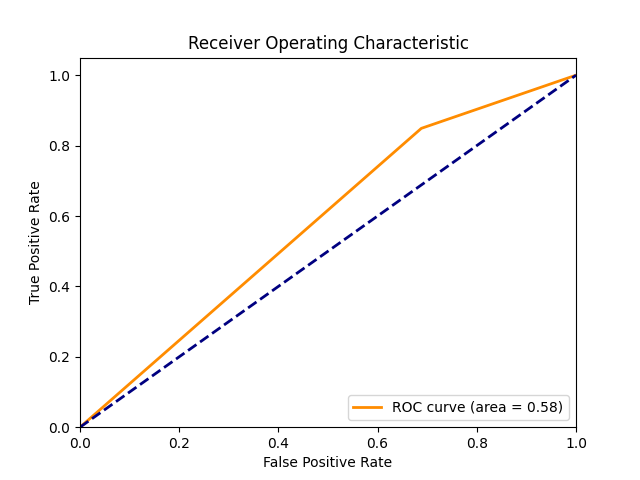 Receiver Operating Characteristic
1.0
0.8
0.6
0.4
0.2
0.0
True Positive Rate
ROC curve (area = 0.58)
0.0 0.2 0.4 0.6 0.8 1.0
False Positive Rate